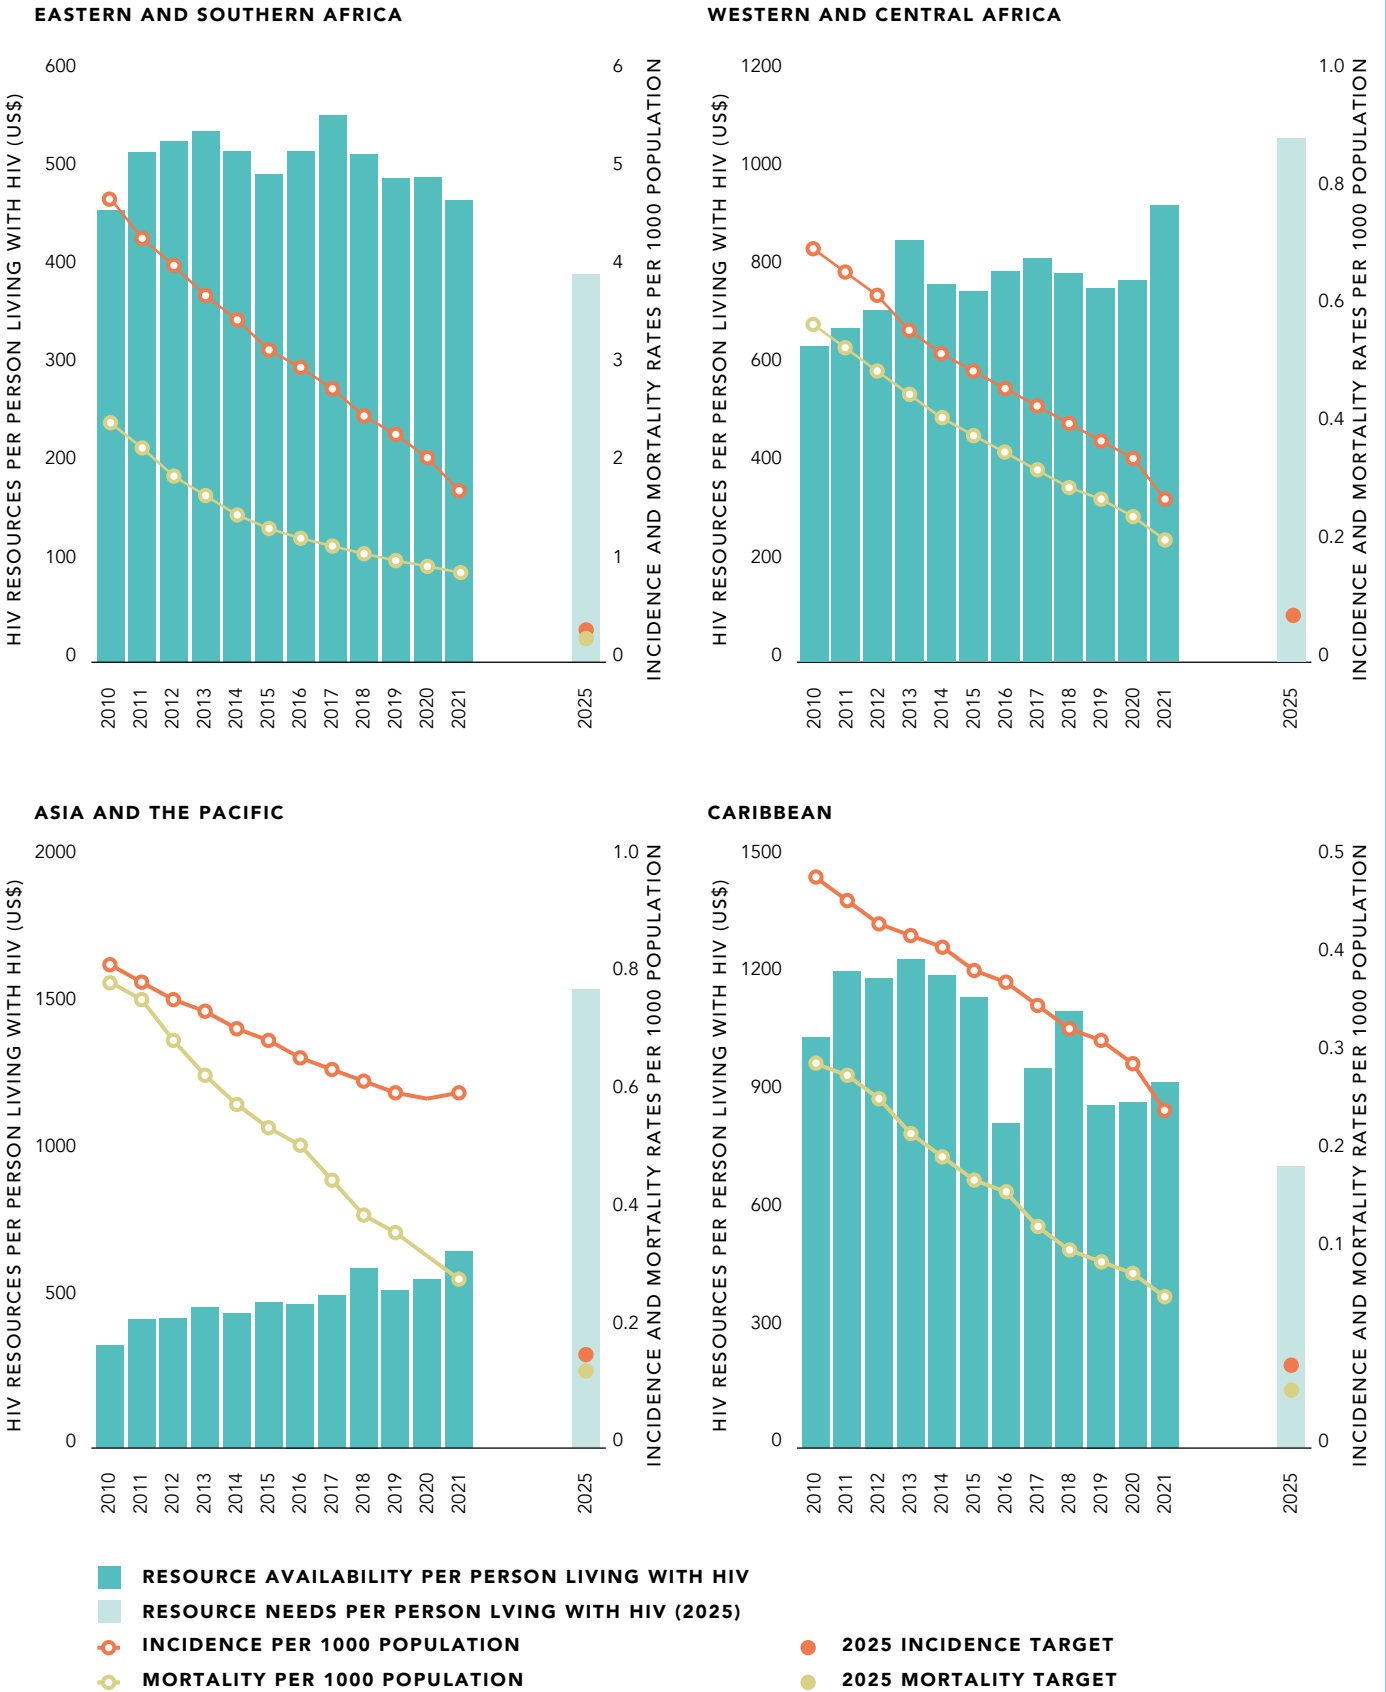 EASTERN AND SOUTHERN AFRICA
HIV RESOURCES PER PERSON LIVING WITH HIV (US$)
600
500
400
300
200
100
0
6
5
4
3
2
1
0
INCIDENCE AND MORTALITY RATES PER 1000 POPULATION
2010 2011 2012 2013 2014 2015 2016 2017 2018 2019 2020 2021 2025
WESTERN AND CENTRAL AFRICA
HIV RESOURCES PER PERSON LIVING WITH HIV (US$)
1200
1000
800
600
400
200
0
1.0
0.8
0.6
0.4
0.2
0
INCIDENCE AND MORTALITY RATES PER 1000 POPULATION
2010 2011 2012 2013 2014 2015 2016 2017 2018 2019 2020 2021 2025
ASIA AND THE PACIFIC
HIV RESOURCES PER PERSON LIVING WITH HIV (US$)
2000
1500
1000
500
0
1.0
0.8
0.6
0.4
0.2
0
INCIDENCE AND MORTALITY RATES PER 1000 POPULATION
2010 2011 2012 2013 2014 2015 2016 2017 2018 2019 2020 2021 2025
CARIBBEAN
HIV RESOURCES PER PERSON LIVING WITH HIV (US$)
1500
1200
900
600
300
0
0.5
0.4
0.3
0.2
0.1
0
INCIDENCE AND MORTALITY RATES PER 1000 POPULATION
2010 2011 2012 2013 2014 2015 2016 2017 2018 2019 2020 2021 2025
RESOURCE AVAILABILITY PER PERSON LIVING WITH HIV
RESOURCE NEEDS PER PERSON LVING WITH HIV (2025)
INCIDENCE PER 1000 POPULATION
MORTALITY PER 1000 POPULATION
2025 INCIDENCE TARGET
2025 MORTALITY TARGET